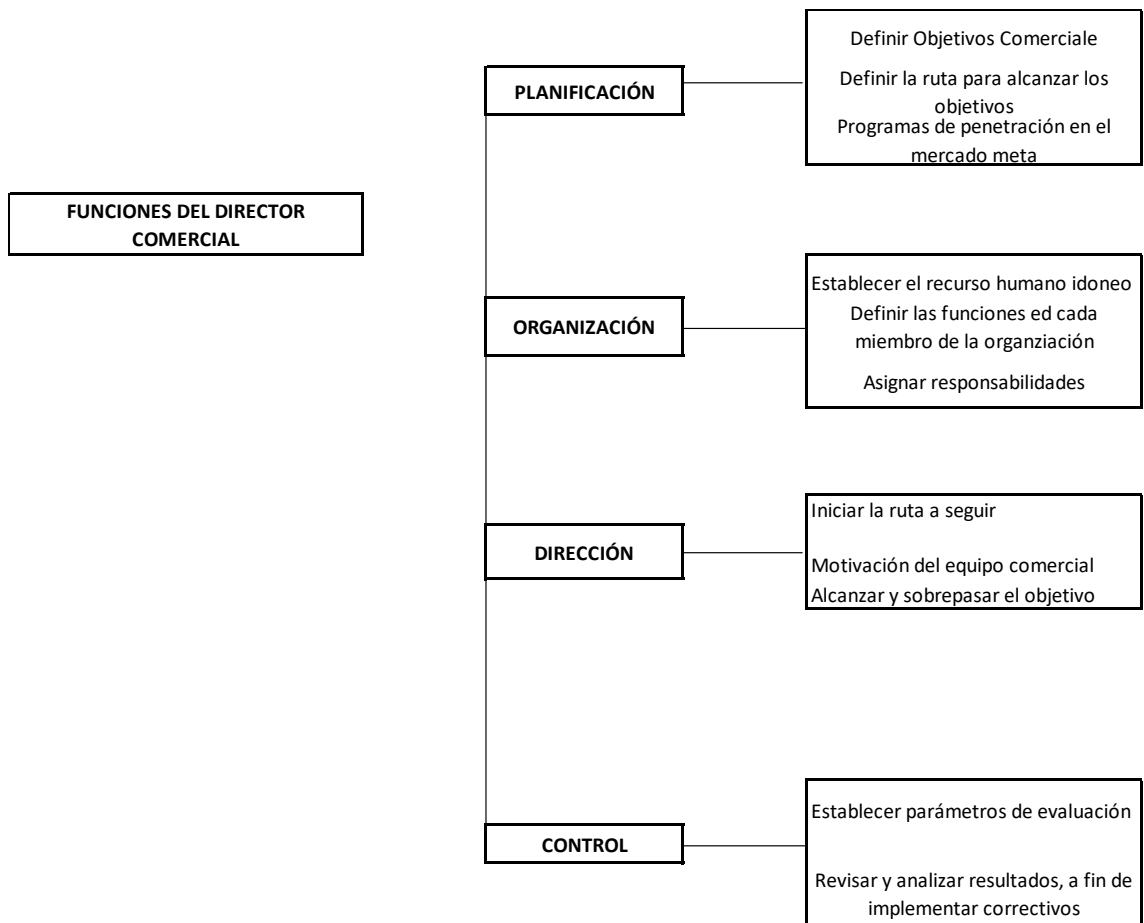 FUNCIONES DEL DIRECTOR
COMERCIAL
PLANIFICACIÓN
Definir Objetivos Comerciale
Definir la ruta para alcanzar los
objetivos
Programas de penetración en el
mercado meta
ORGANIZACIÓN
Establecer el recurso humano idoneo
Definir las funciones ed cada
miembro de la organziación
Asignar responsabilidades
DIRECCIÓN
Iniciar la ruta a seguir
Motivación del equipo comercial
Alcanzar y sobrepasar el objetivo
CONTROL
Establecer parámetros de evaluación
Revisar y analizar resultados, a fin de
implementar correctivos